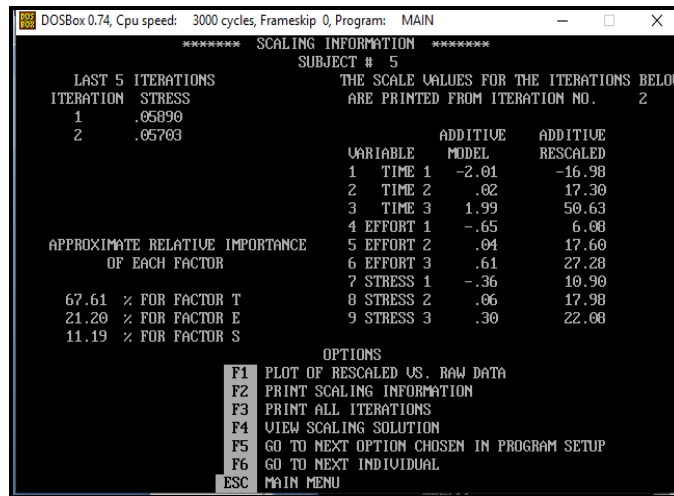 DOSBox 0.74, Cpu speed: 3000 cycles, Frameskip 0, Program: MAIN
******* SCALING INFORMATION *******
SUBJECT # 5
LAST 5 ITERATIONS THE SCALE VALUES FOR THE ITERATIONS BELO
ITERATION STRESS ARE PRINTED FROM ITERATION NO. 2
1 .05890
2 .05703
ADDITIVE ADDITIVE
VARIABLE MODEL RESCALED
1 TIME 1 -2.01 -16.98
2 TIME 2 .02 17.30
3 TIME 3 1.99 50.63
4 EFFORT 1 -.65 6.08
APPROXIMATE RELATIVE IMPORTANCE 5 EFFORT 2 .04 17.60
OF EACH FACTOR 6 EFFORT 3 .61 27.28
7 STRESS 1 -.36 10.90
67.61 % FOR FACTOR T 8 STRESS 2 .06 17.98
21.20 % FOR FACTOR E 9 STRESS 3 .30 22.08
11.19 % FOR FACTOR S
OPTIONS
F1 PLOT OF RESCALED VS. RAW DATA
F2 PRINT SCALING INFORMATION
F3 PRINT ALL ITERATIONS
F4 VIEW SCALING SOLUTION
F5 GO TO NEXT OPTION CHOSEN IN PROGRAM SETUP
F6 GO TO NEXT INDIVIDUAL
ESC MAIN MENU